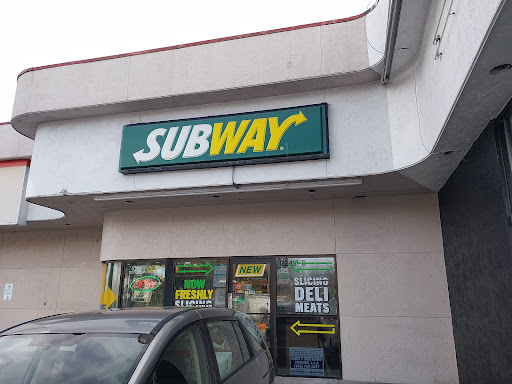 SUBWAY
NEW
NOW
FRESHLY
SLICING
SLICING
DELI
MEATS